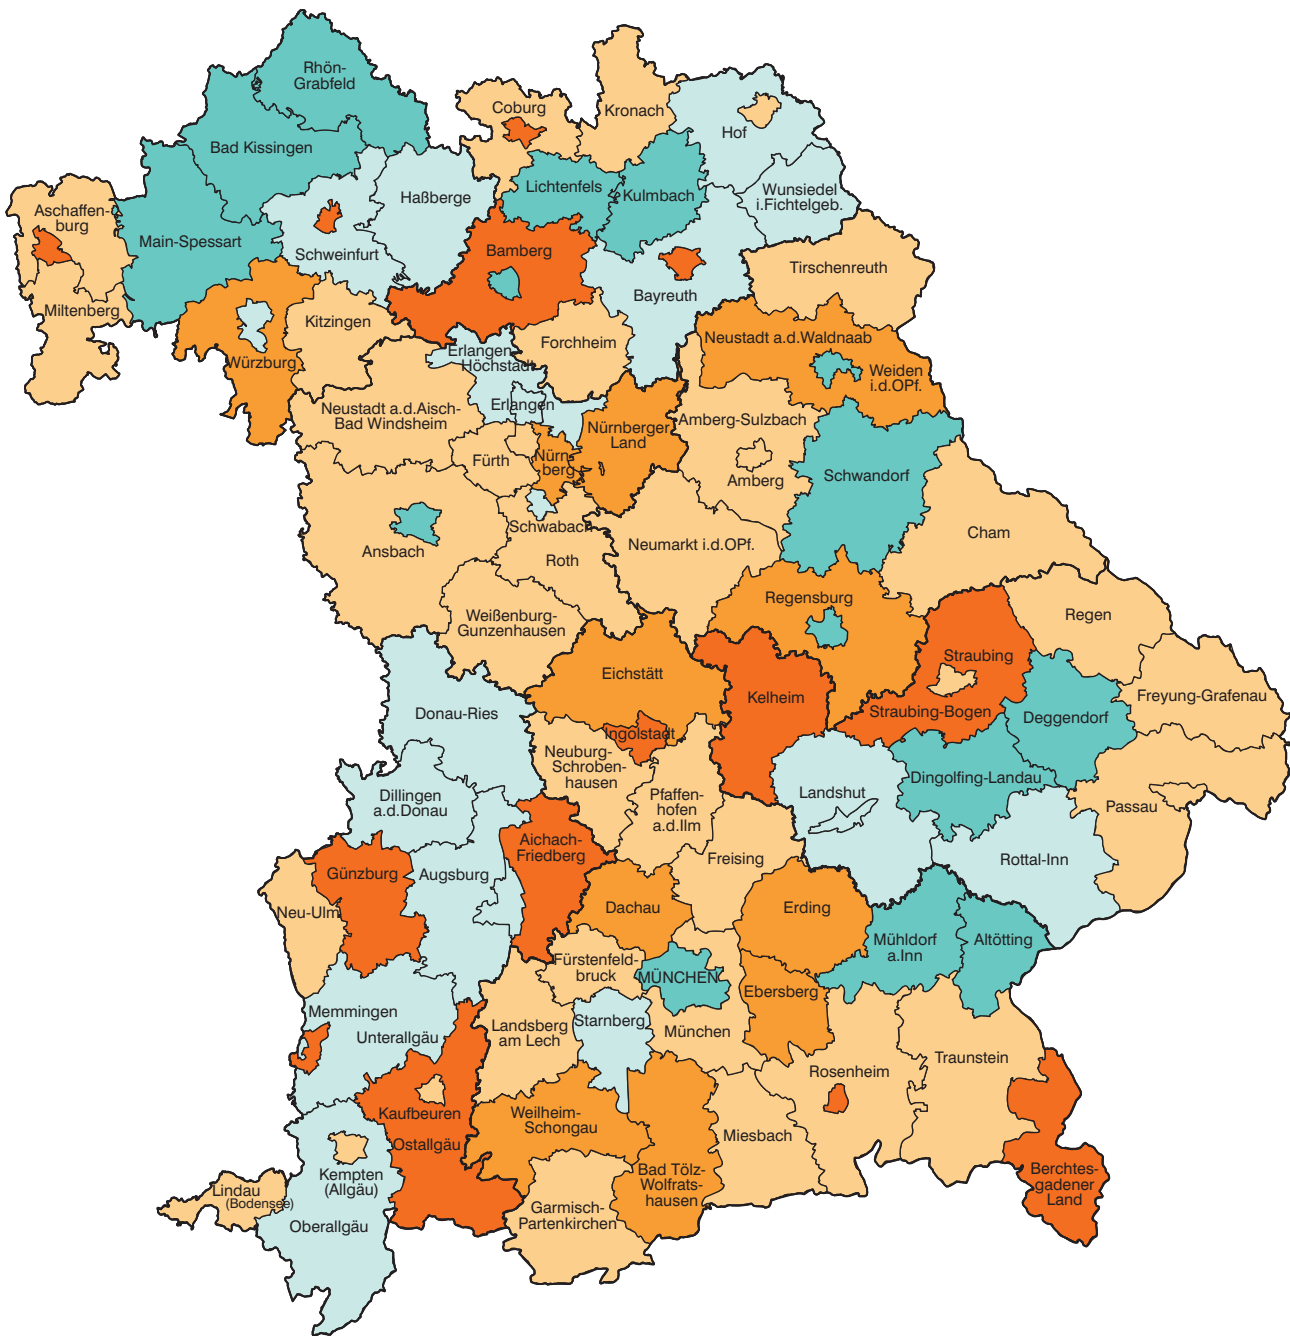 Rhön-
Grabfeld
Coburg
Kronach
Hof
Bad Kissingen
Lichtenfels
Kulmbach
Wunsiedel
i.Fichtelgeb.
Haßberge
Aschaffen-
burg
Main-Spessart
Schweinfurt
Bamberg
Bayreuth
Tirschenreuth
Miltenberg
Kitzingen
Würzburg
Erlangen-
Höchstadt
Forchheim
Neustadt a.d.Waldnaab
Weiden
i.d.OPf.
Neustadt a.d.Aisch-
Bad Windsheim
Erlangen
Nürnberger
Land
Amberg-Sulzbach
Fürth
Nürn-
berg
Amberg
Schwandorf
Ansbach
Schwabach
Roth
Neumarkt i.d.OPf.
Cham
Weißenburg-
Gunzenhausen
Regensburg
Regen
Straubing
Eichstätt
Kelheim
Freyung-Grafenau
Donau-Ries
Straubing-Bogen
Deggendorf
Ingolstadt
Neuburg-
Schroben-
hausen
Dingolfing-Landau
Dillingen
a.d.Donau
Pfaffen-
hofen
a.d.Ilm
Landshut
Passau
Aichach-
Friedberg
Günzburg
Augsburg
Freising
Rottal-Inn
Neu-Ulm
Dachau
Erding
Mühldorf
a.Inn
Altötting
Fürstenfeld-
bruck
MÜNCHEN
Ebersberg
Memmingen
Unterallgäu
Landsberg
am Lech
Starnberg
München
Traunstein
Rosenheim
Kaufbeuren
Ostallgäu
Weilheim-
Schongau
Miesbach
Kempten
(Allgäu)
Bad Tölz-
Wolfrats-
hausen
Berchtes-
gadener
Land
Lindau
(Bodensee)
Oberallgäu
Garmisch-
Partenkirchen